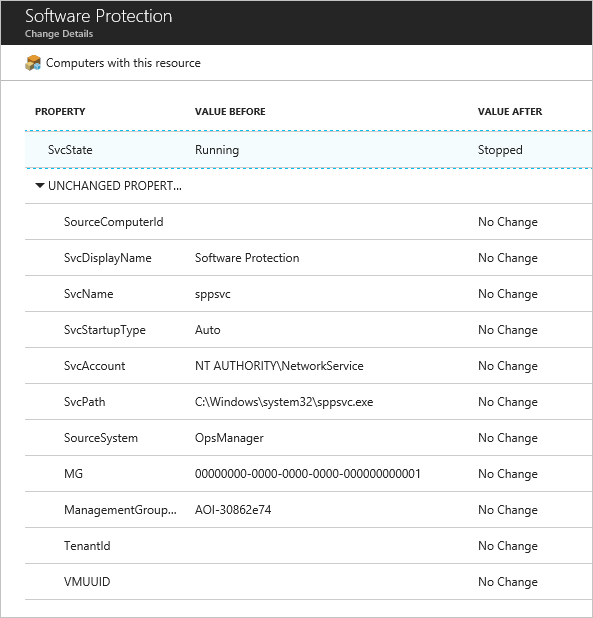 Software Protection
Change Details
Computers with this resource
PROPERTY VALUE BEFORE VALUE AFTER
SvcState Running Stopped
UNCHANGED PROPERT...
SourceComputerId No Change
SvcDisplayName Software Protection No Change
SvcName sppsvc No Change
SvcStartupType Auto No Change
SvcAccount NT AUTHORITY\NetworkService No Change
SvcPath C:\Windows\system32\sppsvc.exe No Change
SourceSystem OpsManager No Change
MG 00000000-0000-0000-0000-000000000001 No Change
ManagementGroup... AOI-30862e74 No Change
TenantId No Change
VMUUID No Change